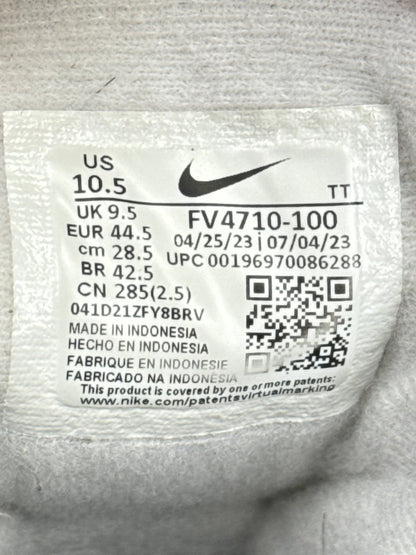 US
10.5
TT
UK 9.5
EUR 44.5
cm 28.5
BR 42.5
CN 285(2.5)
041D21ZFY8BRV
FV4710-100
04/25/23 | 07/04/23
UPC 00196970086288
MADE IN INDONESIA
HECHO EN INDONESIA
FABRIQUE EN INDONESIE
FABRICADO NA INDONÉSIA
This product is covered by one or more patents:
www.nike.com/patentsvirtualmarking